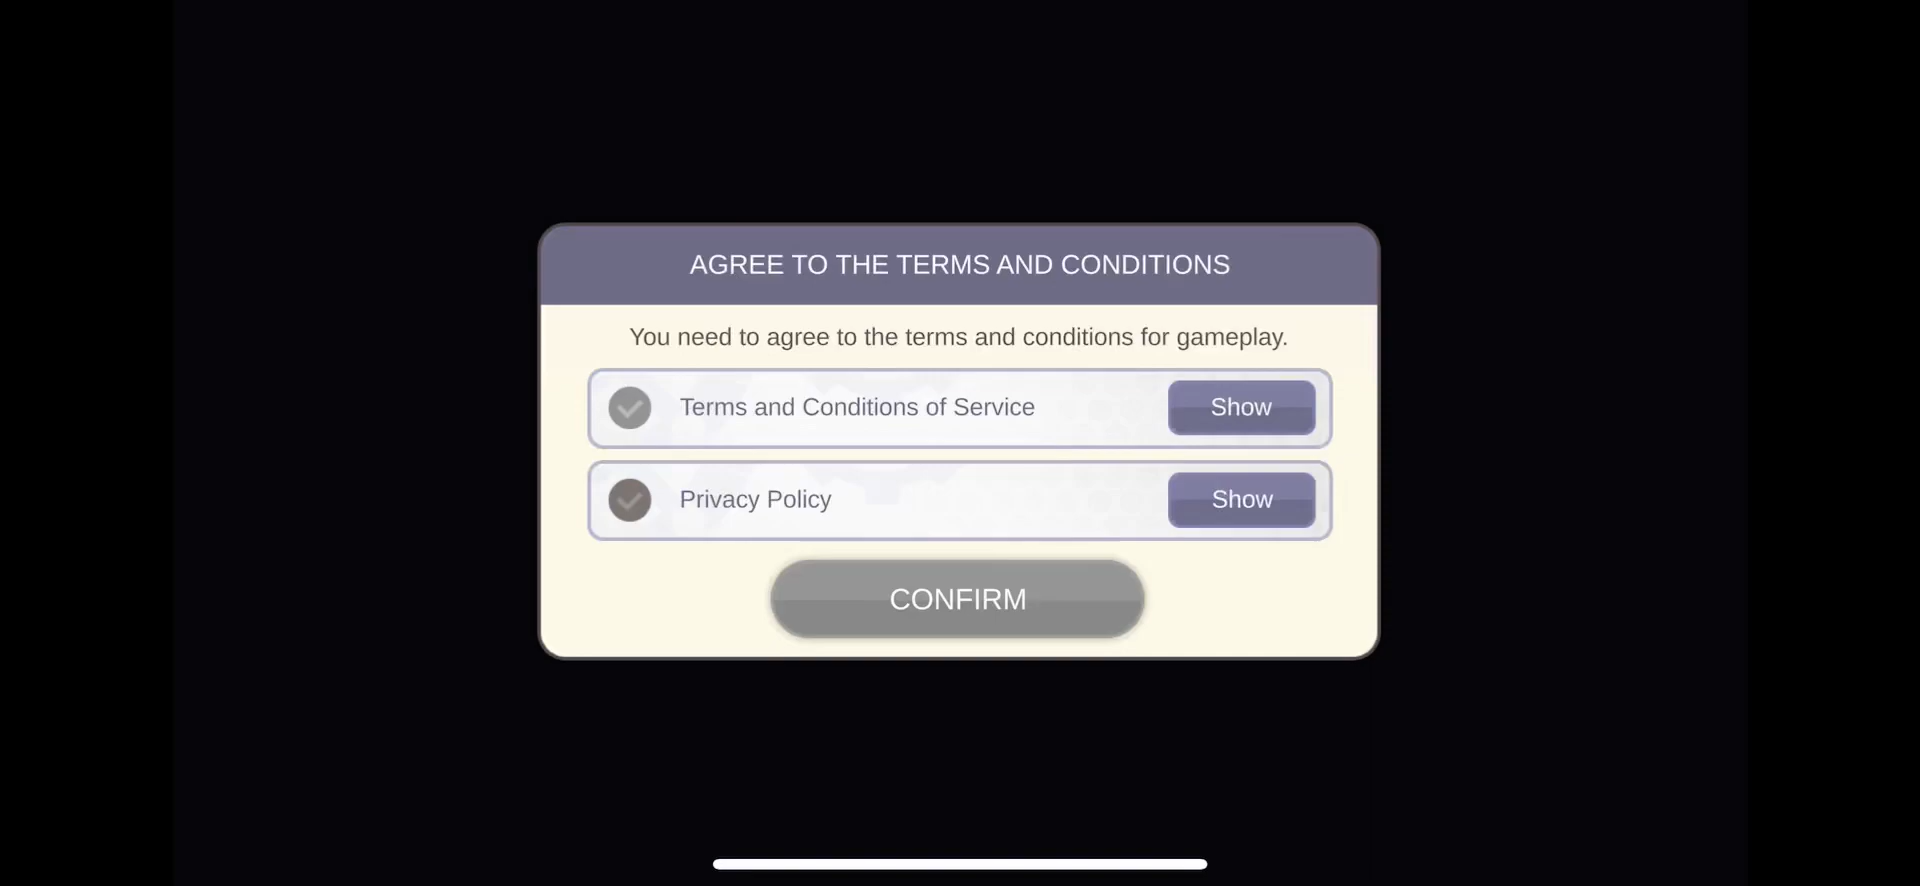 AGREE TO THE TERMS AND CONDITIONS
You need to agree to the terms and conditions for gameplay.
Terms and Conditions of Service
Show
Privacy Policy
Show
CONFIRM